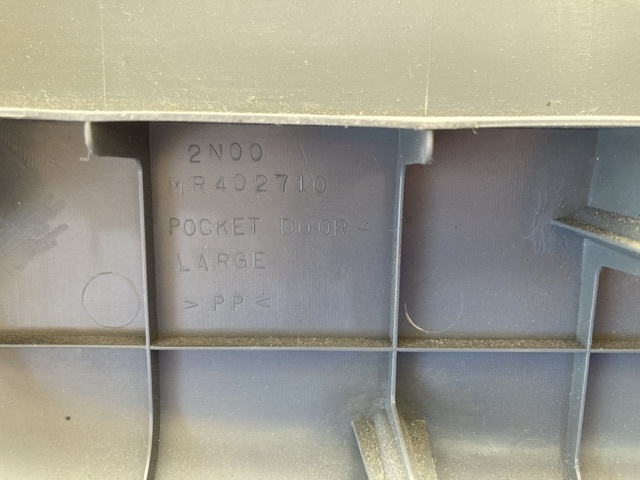 2N00
MR402710
POCKET DOOR-
LARGE
>PP<